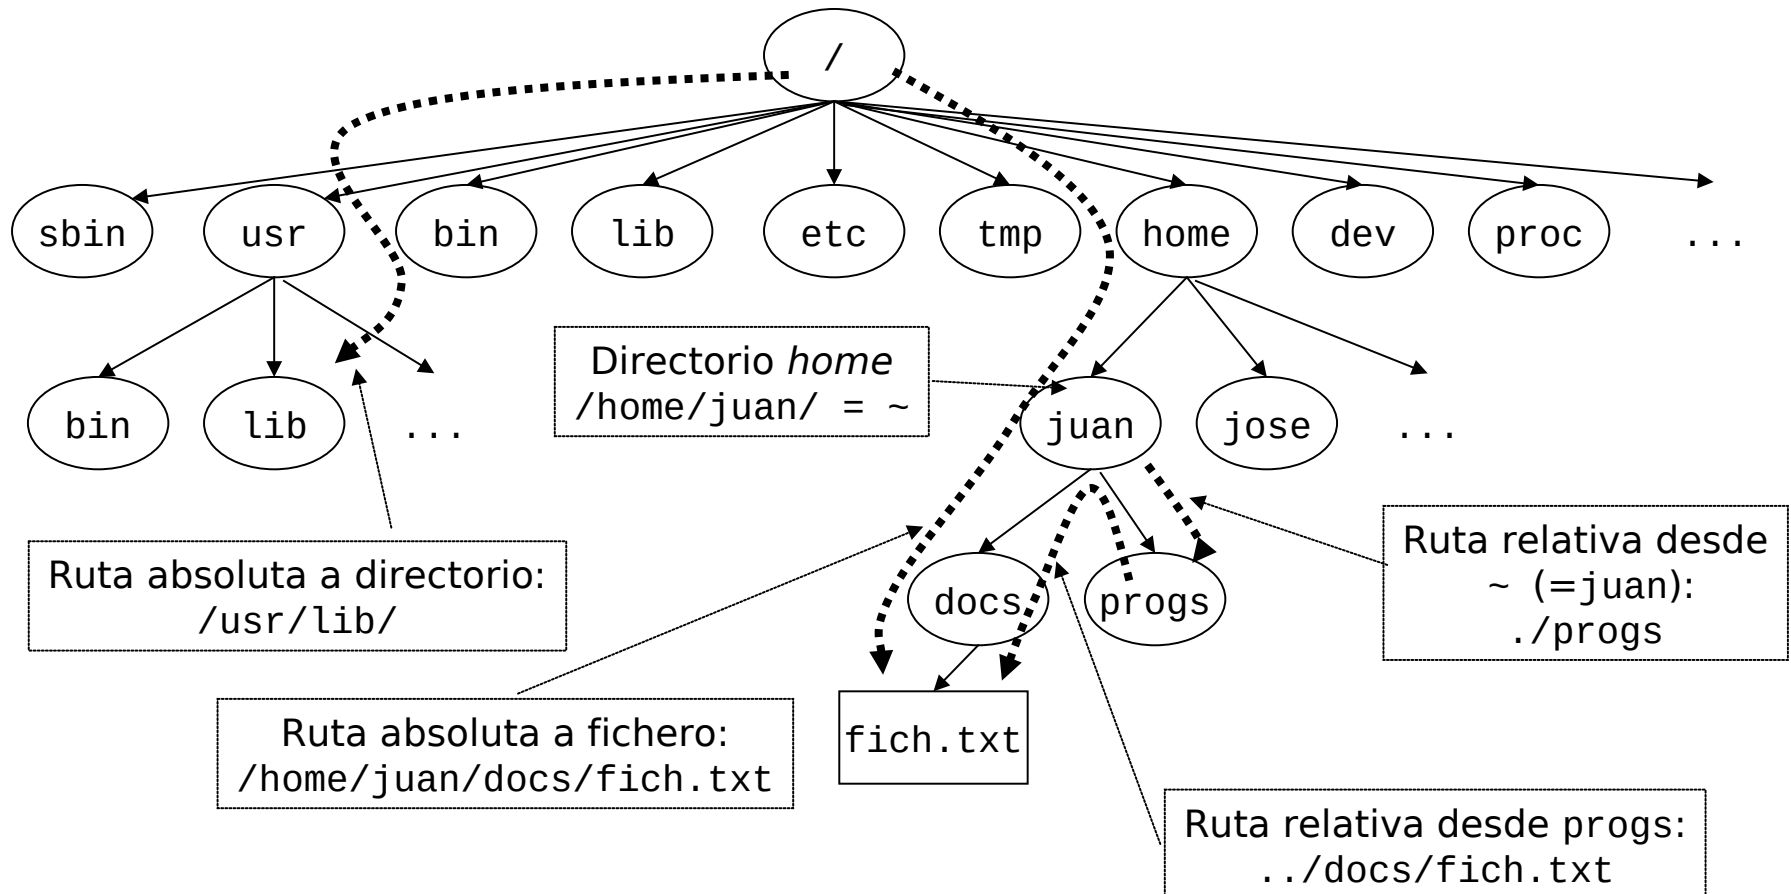 /
sbin usr bin lib etc tmp home dev proc ...
Directorio home
/home/juan/ = ~
bin lib ... juan jose ...
Ruta absoluta a directorio:
/usr/lib/
Ruta relativa desde
~ (=juan):
./progs
docs progs
Ruta absoluta a fichero:
/home/juan/docs/fich.txt
fich.txt
Ruta relativa desde progs:
../docs/fich.txt